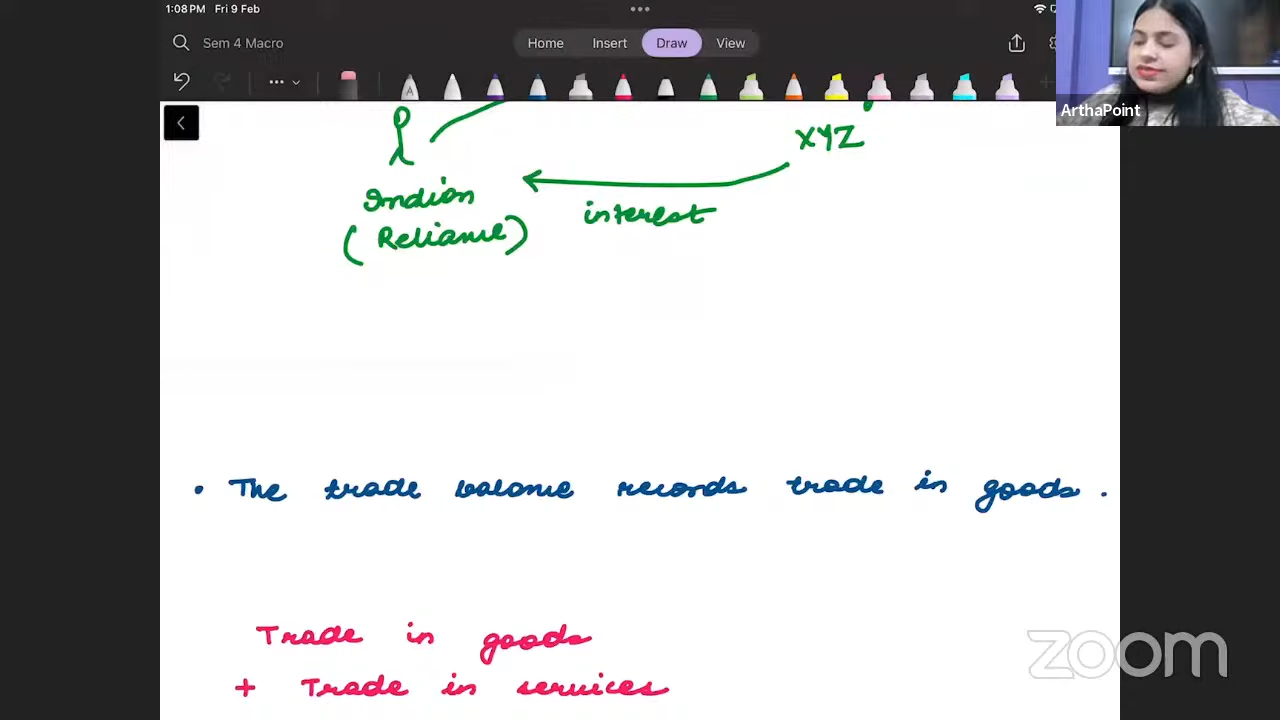 1:08 PM Fri 9 Feb
Sem 4 Macro
Home Insert Draw View
ArthaPoint
XYZ
Indian
interest
(Reliance)
• The trade balance records trade in goods.
Trade in goods
+ Trade in services
zoom